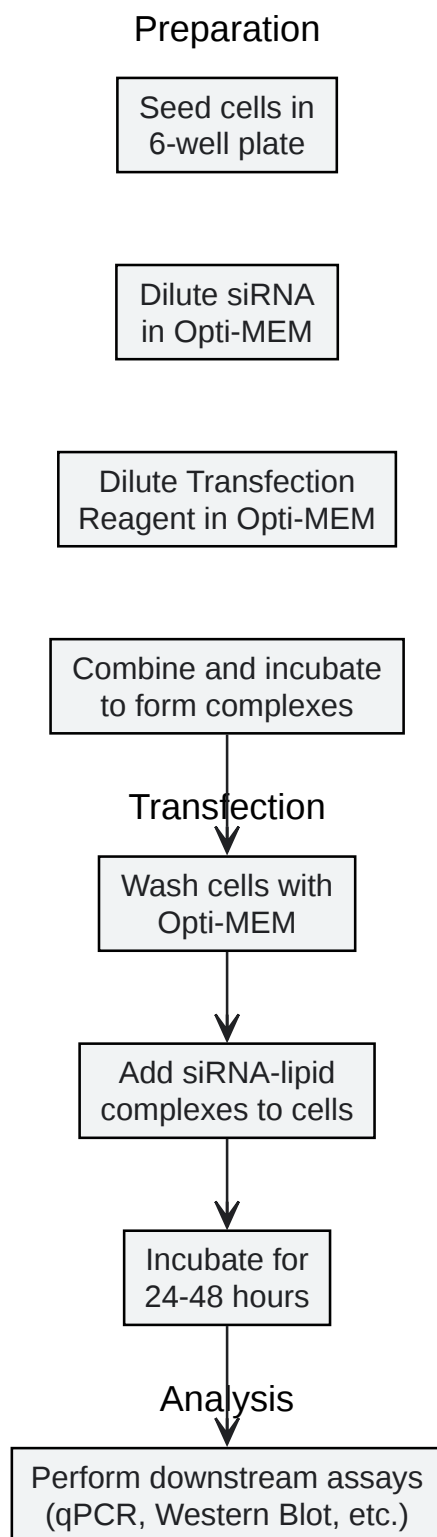 Preparation
Seed cells in
6-well plate
Dilute siRNA
in Opti-MEM
Dilute Transfection
Reagent in Opti-MEM
Combine and incubate
to form complexes
Transfection
Wash cells with
Opti-MEM
Add siRNA-lipid
complexes to cells
Incubate for
24-48 hours
Analysis
Perform downstream assays
(qPCR, Western Blot, etc.)